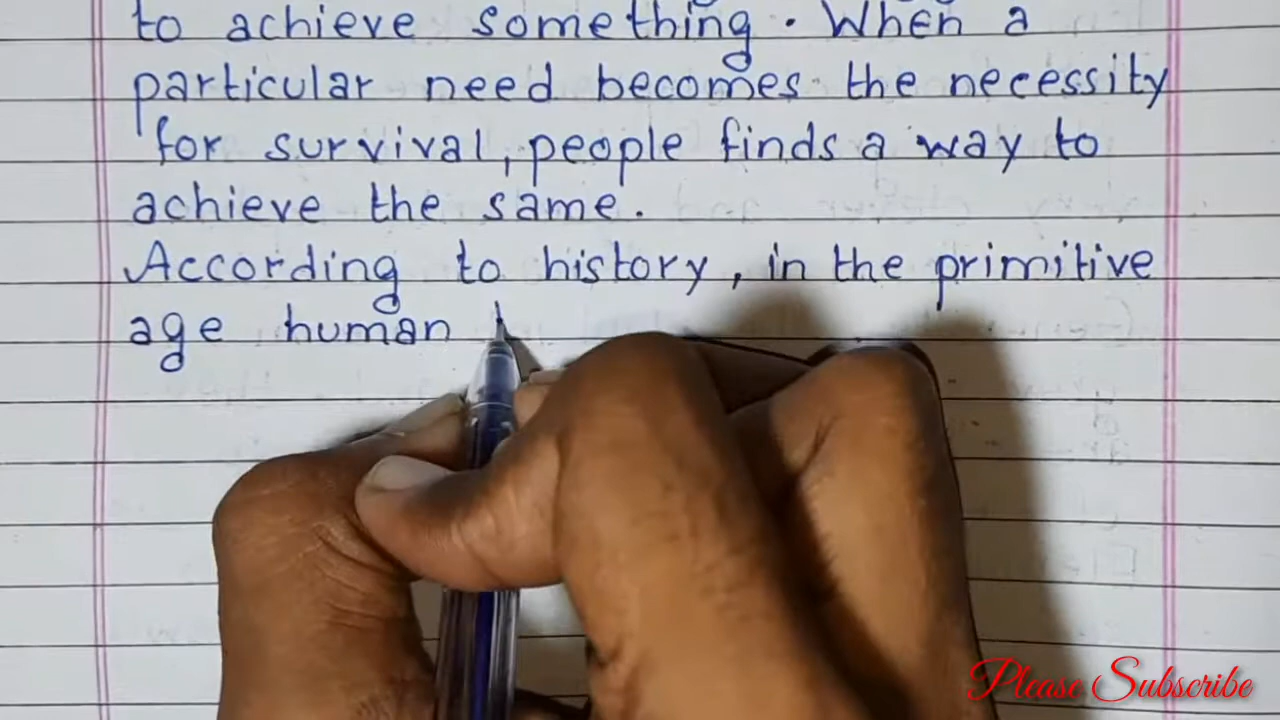 to achieve something. When a
particular need becomes the necessity
for survival, people finds a way to
achieve the same.
According to history, in the primitive
age human
Please Subscribe